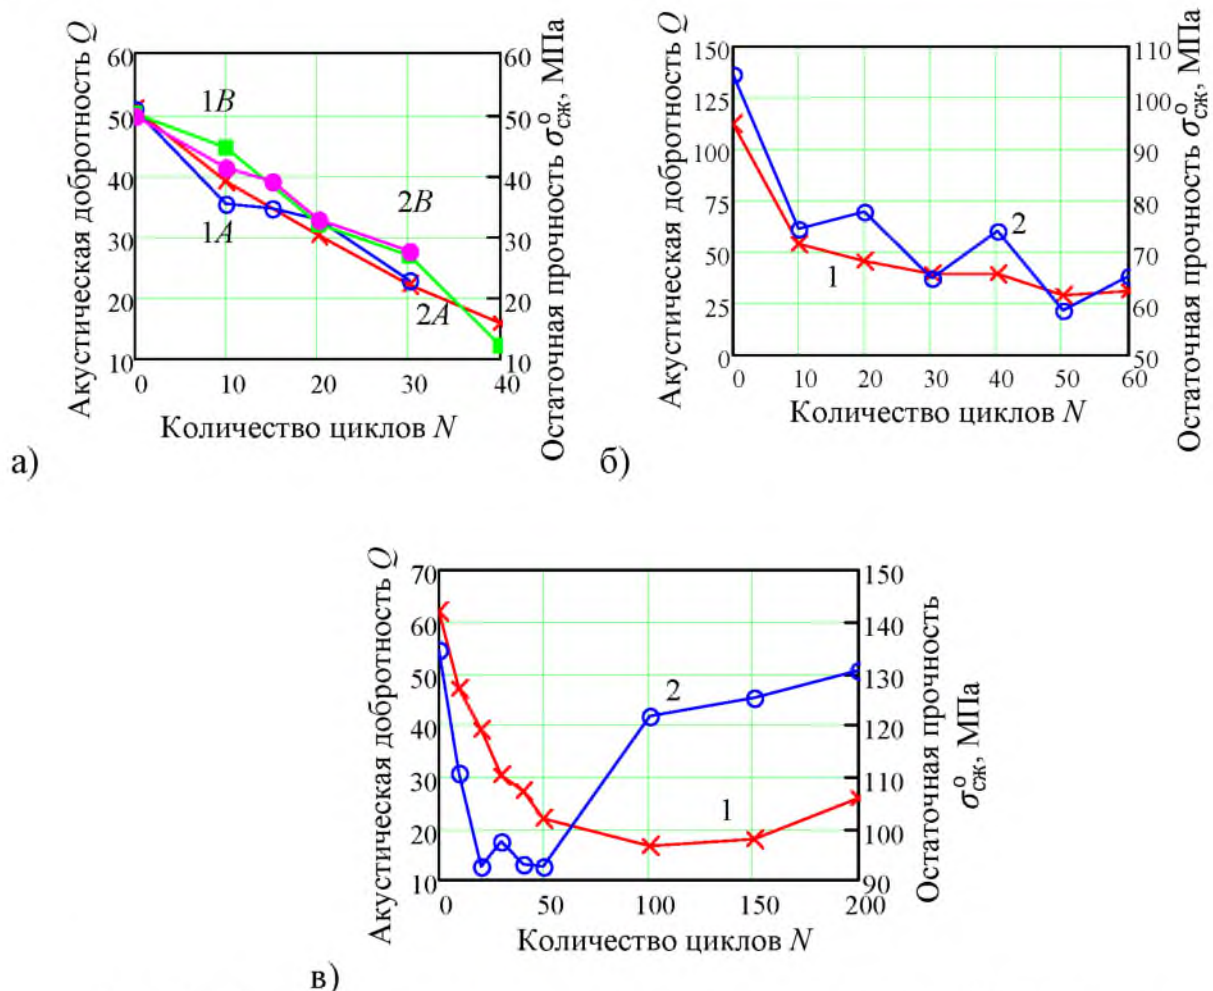 Акустическая добротность Q
60
50
40
30
20
10
1B
1A
2B
2A
60
50
40
30
20
10
Остаточная прочность σ°сж, МПа
0 10 20 30 40
Количество циклов N
а)
Акустическая добротность Q
150
125
100
75
50
25
0
1
2
110
100
90
80
70
60
50
Остаточная прочность σ°сж, МПа
0 10 20 30 40 50 60
Количество циклов N
б)
Акустическая добротность Q
70
60
50
40
30
20
10
2
1
150
140
130
120
110
100
90
Остаточная прочность
σ°сж, МПа
0 50 100 150 200
Количество циклов N
в)